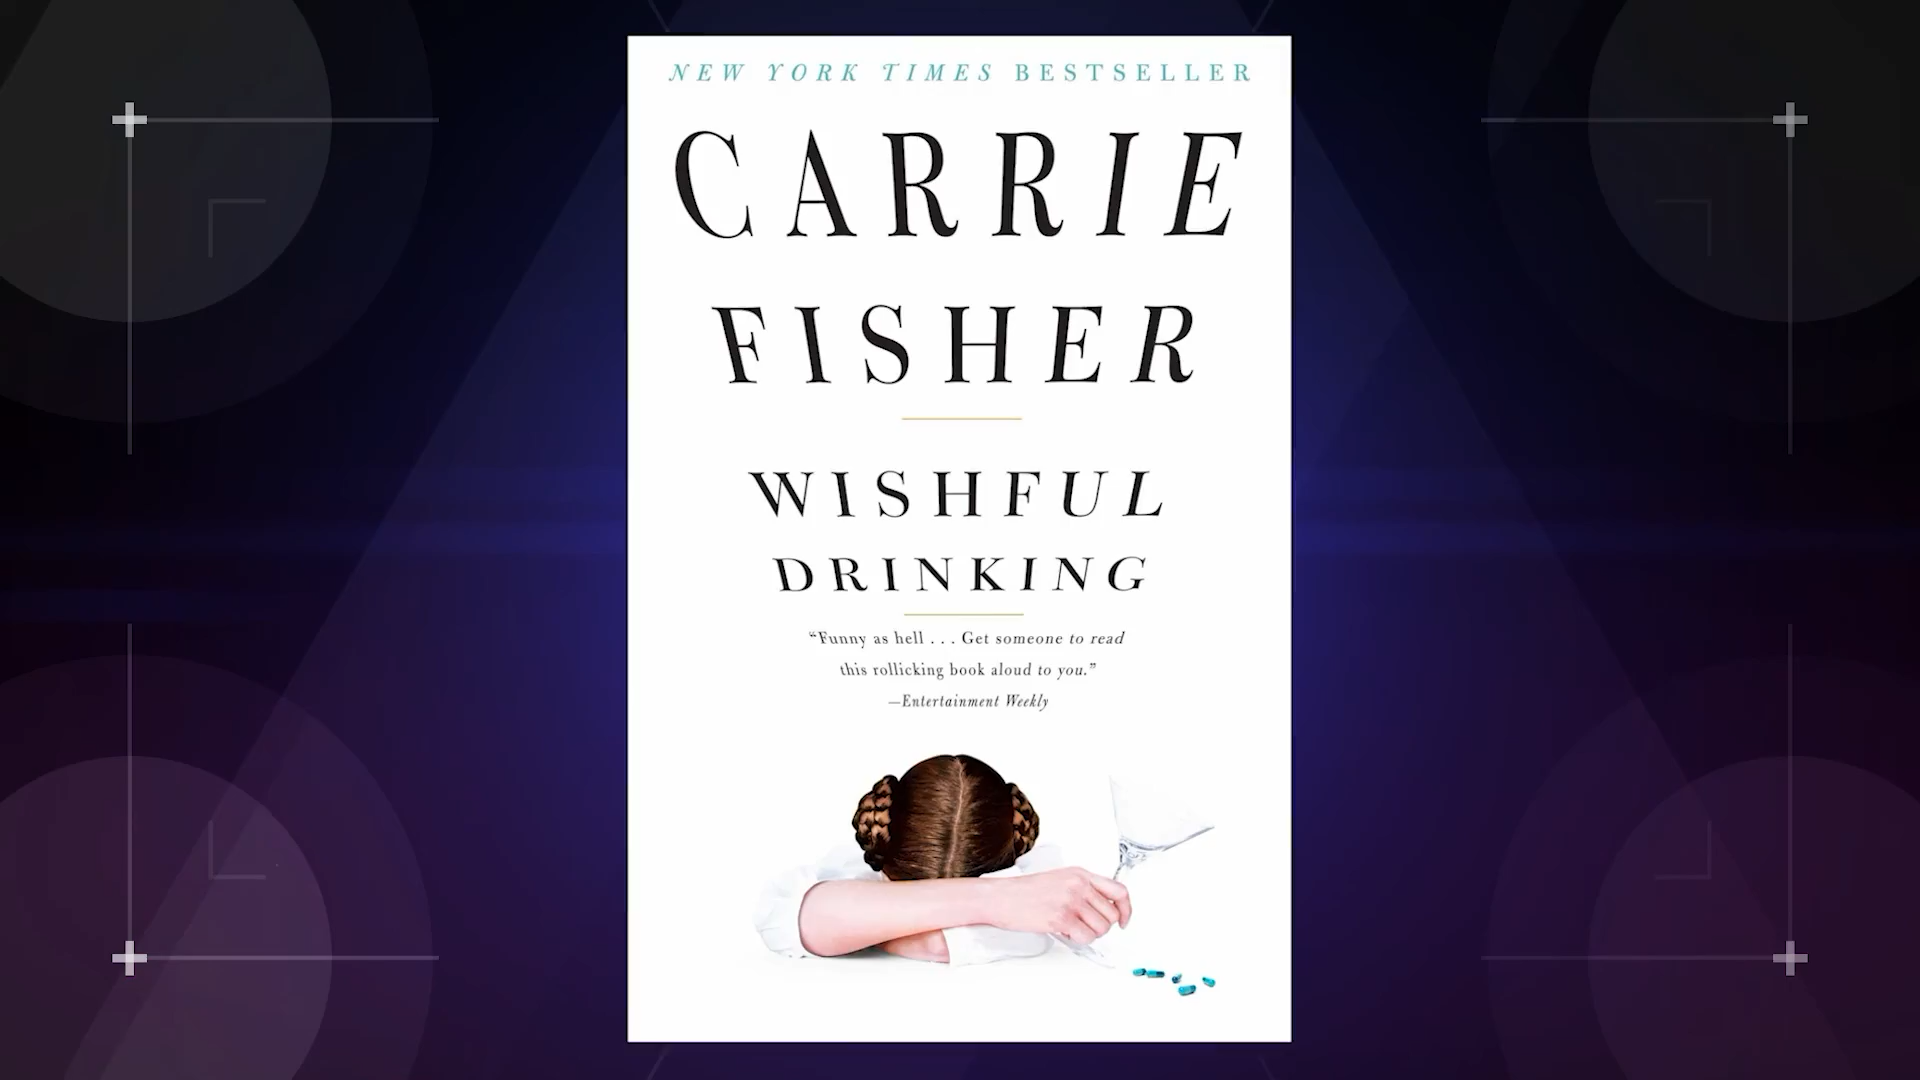 NEW YORK TIMES BESTSELLER
CARRIE
FISHER
WISHFUL
DRINKING
“Funny as hell . . . Get someone to read
this rollicking book aloud to you.”
—Entertainment Weekly